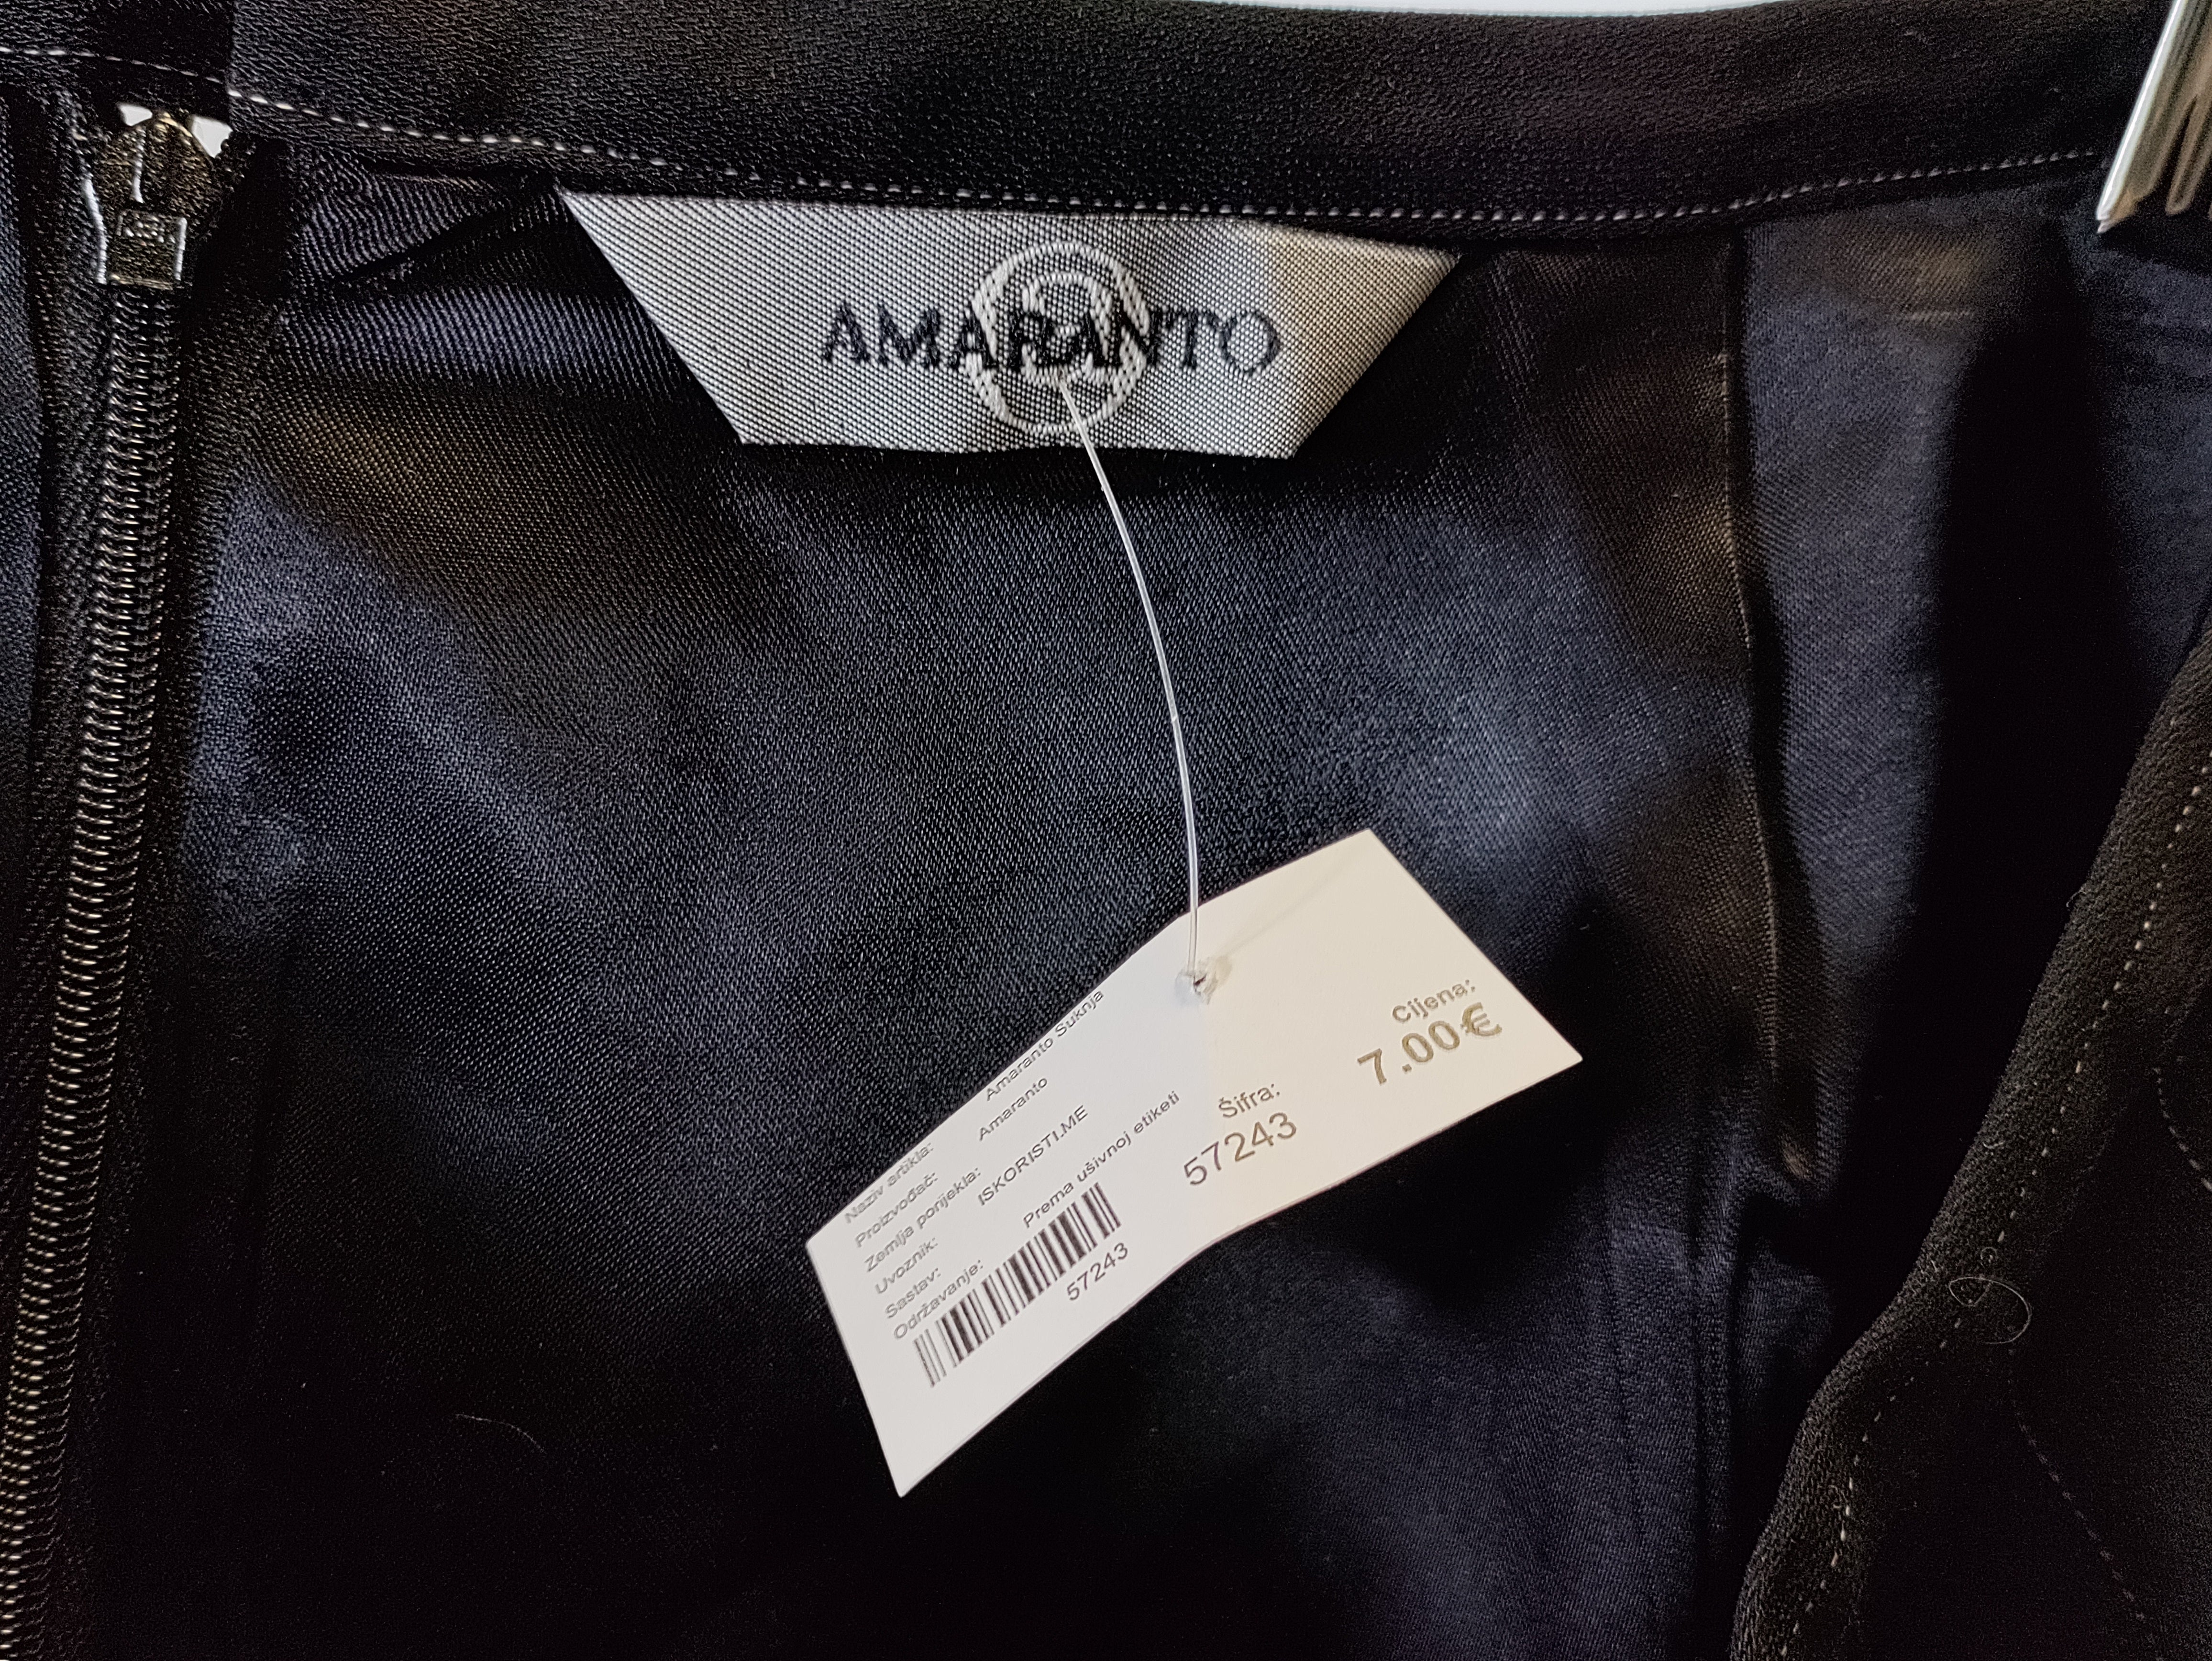 AMARANTO
Naziv artikla: Amaranto Suknja
Proizvođač: Amaranto
Zemlja porijekla:
Uvoznik: ISKORISTI.ME
Sastav:
Održavanje: Prema ušivnoj etiketi
57243
Šifra:
57243
Cijena:
7.00€